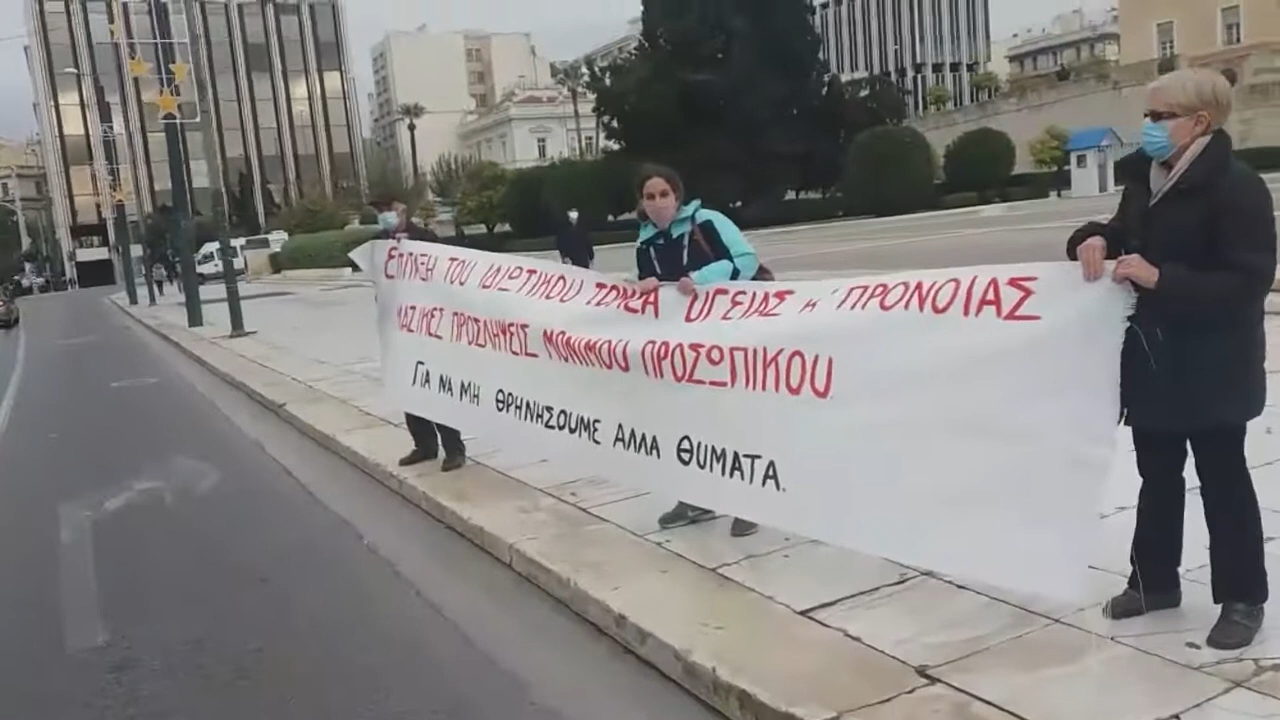 ΕΠΙΤΑΞΗ ΤΟΥ ΙΔΙΩΤΙΚΟΥ ΤΟΜΕΑ ΥΓΕΙΑΣ Κ' ΠΡΟΝΟΙΑΣ
ΜΑΖΙΚΕΣ ΠΡΟΣΛΗΨΕΙΣ ΜΟΝΙΜΟΥ ΠΡΟΣΩΠΙΚΟΥ
ΓΙΑ ΝΑ ΜΗ ΘΡΗΝΗΣΟΥΜΕ ΑΛΛΑ ΘΥΜΑΤΑ.